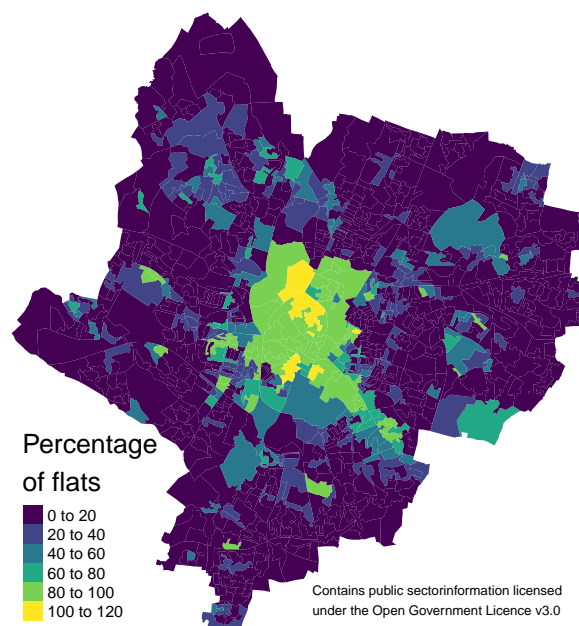 Percentage
of flats
0 to 20
20 to 40
40 to 60
60 to 80
80 to 100
100 to 120
Contains public sectorinformation licensed
under the Open Government Licence v3.0